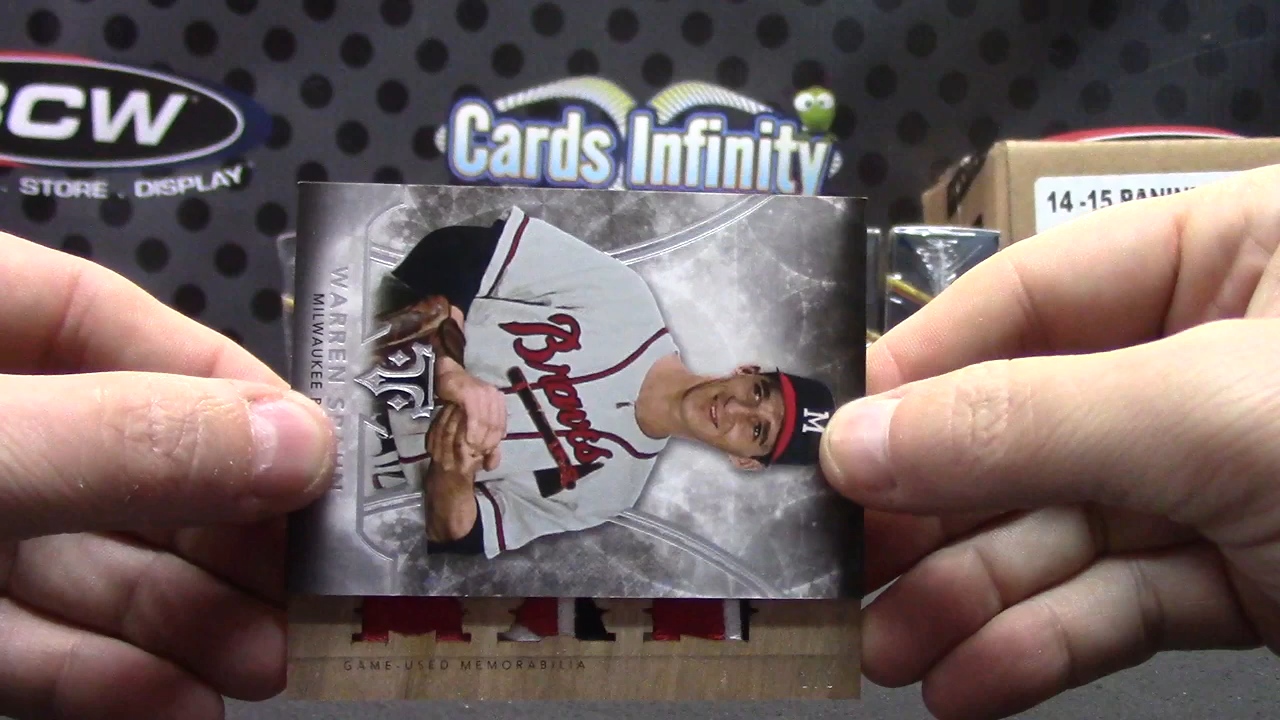 BCW
STORE . DISPLAY
Cards Infinity
14-15 PANINI
WARREN SPAHN
MILWAUKEE
Braves
M
GAME-USED MEMORABILIA